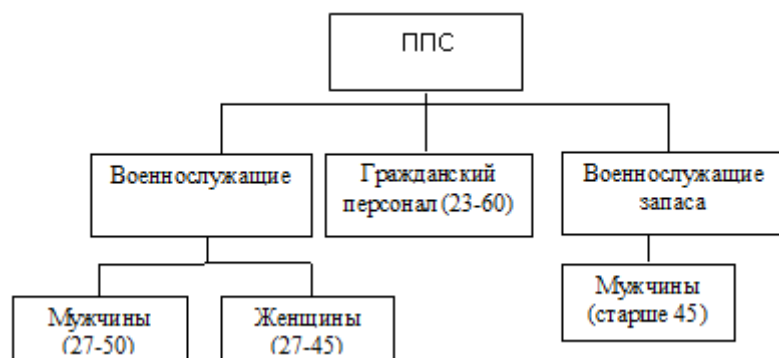 ППС
Военнослужащие
Гражданский
персонал (23-60)
Военнослужащие
запаса
Мужчины
(27-50)
Женщины
(27-45)
Мужчины
(старше 45)